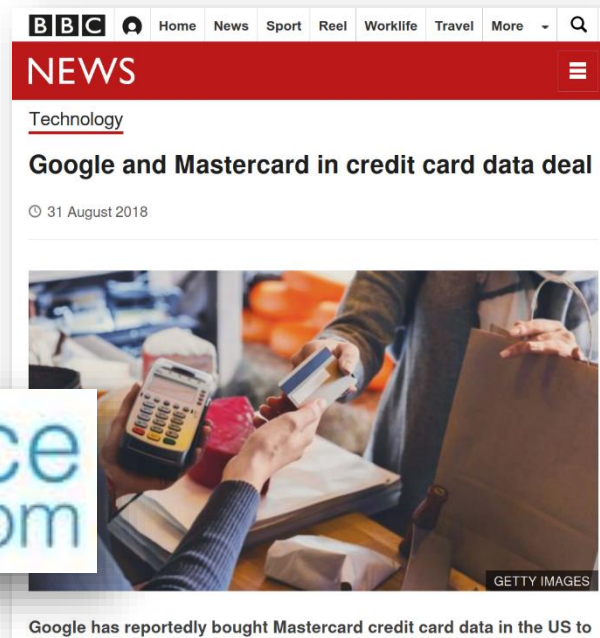 BBC Home News Sport Reel Worklife Travel More
NEWS
Technology
Google and Mastercard in credit card data deal
31 August 2018
ce
om
GETTY IMAGES
Google has reportedly bought Mastercard credit card data in the US to